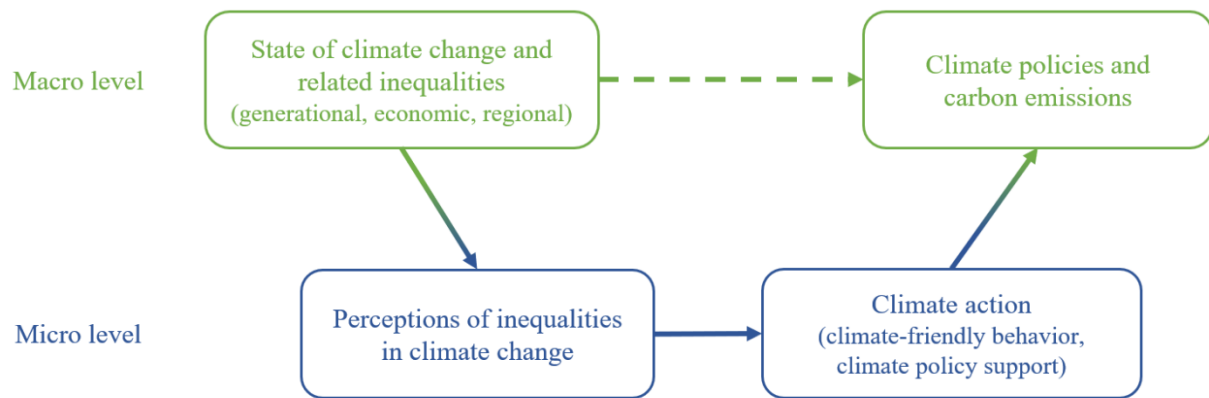 Macro level
State of climate change and
related inequalities
(generational, economic, regional)
Climate policies and
carbon emissions
Micro level
Perceptions of inequalities
in climate change
Climate action
(climate-friendly behavior,
climate policy support)